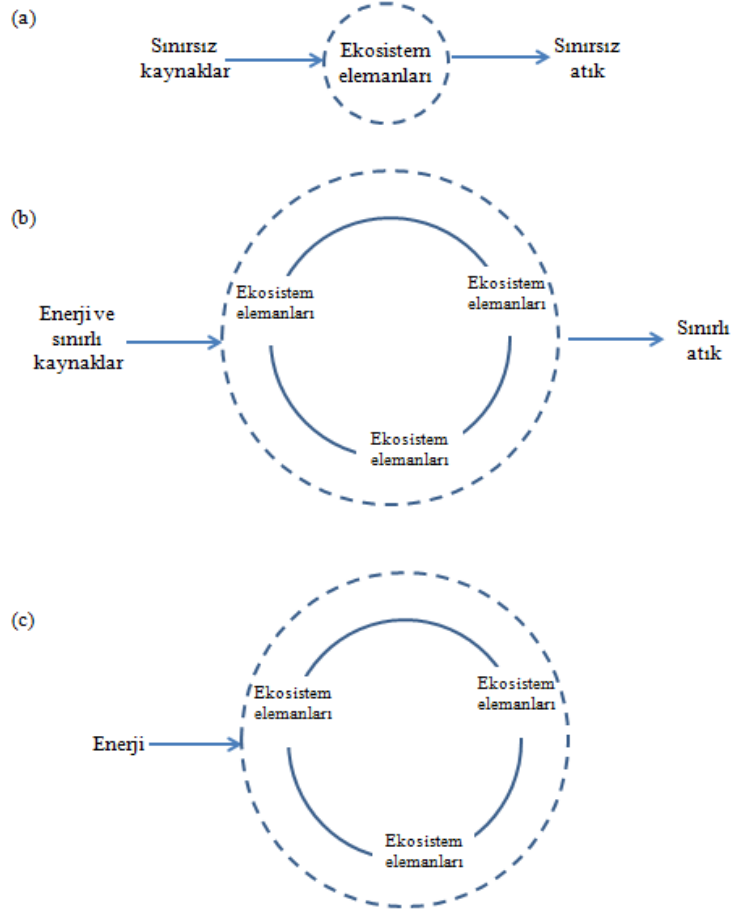 (a)
Sınırsız
kaynaklar
Ekosistem
elemanları
Sınırsız
atık
(b)
Enerji ve
sınırlı
kaynaklar
Ekosistem
elemanları
Ekosistem
elemanları
Ekosistem
elemanları
Sınırlı
atık
(c)
Enerji
Ekosistem
elemanları
Ekosistem
elemanları
Ekosistem
elemanları